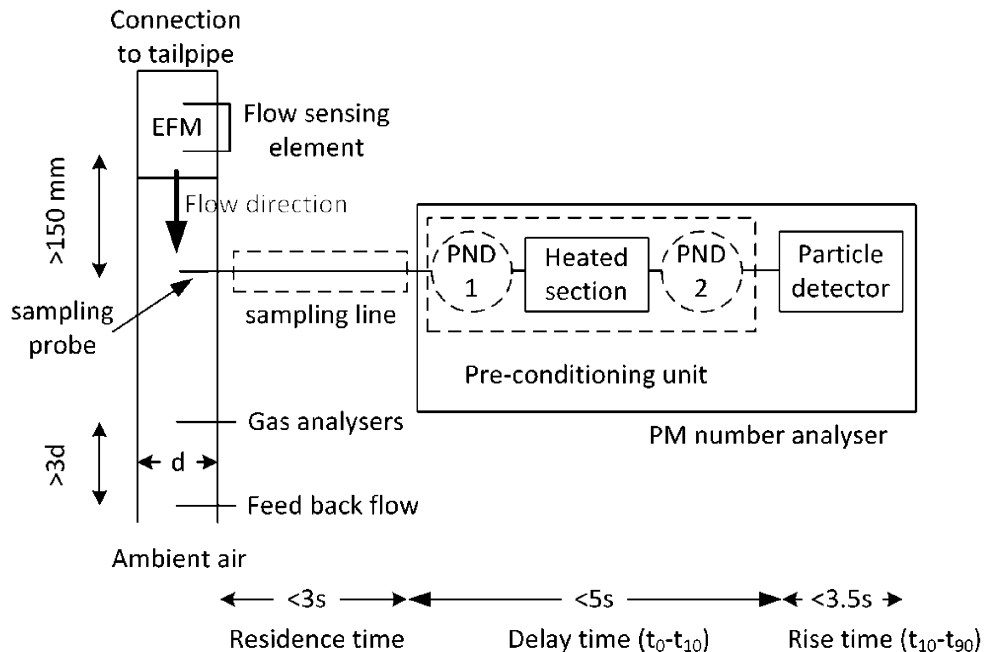 Connection
to tailpipe
EFM
Flow sensing
element
>150 mm
Flow direction
sampling
probe
sampling line
PND
1
Heated
section
PND
2
Particle
detector
Pre-conditioning unit
PM number analyser
Gas analysers
>3d
d
Feed back flow
Ambient air
<3s
<5s
<3.5s
Residence time
Delay time (t₀-t₁₀)
Rise time (t₁₀-t₉₀)